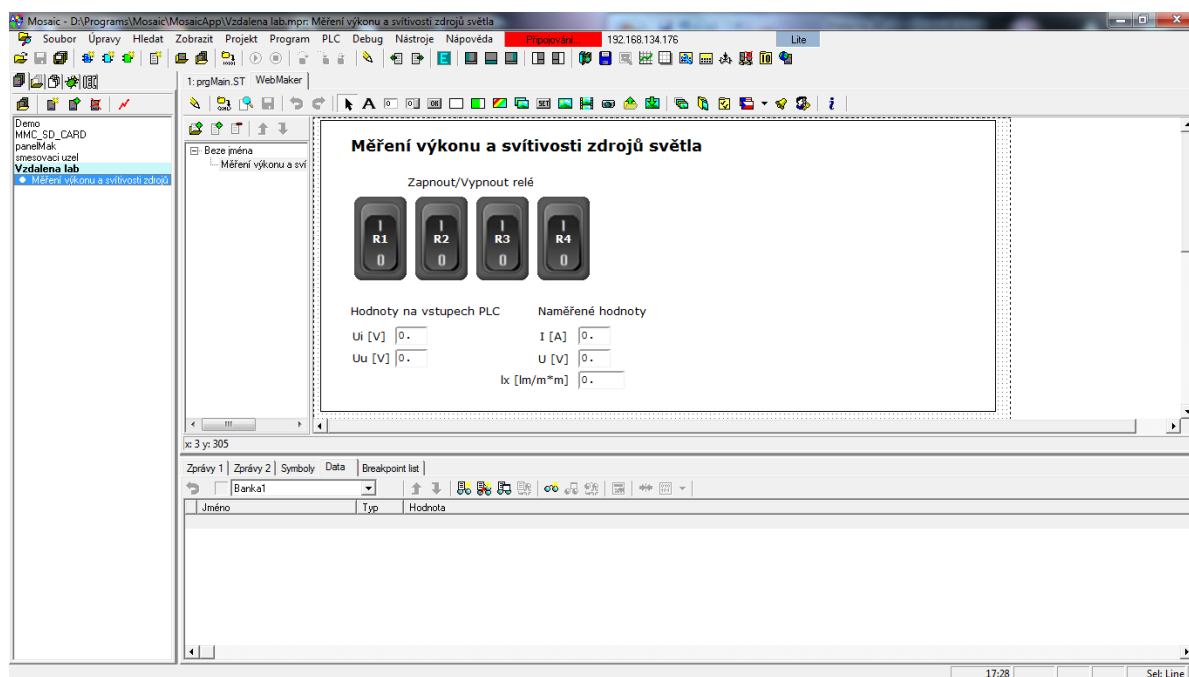 Mosaic - D:\Programs\Mosaic\MosaicApp\Vzdalena lab.mpr: Měření výkonu a svítivosti zdrojů světla
Soubor Úpravy Hledat Zobrazit Projekt Program PLC Debug Nástroje Nápověda Připojování. 192.168.134.176 Lite
1: prgMain.ST WebMaker
Demo
MMC_SD_CARD
panelMak
smesovaci uzel
Vzdalena lab
Měření výkonu a svítivosti zdrojů
Beze jména
Měření výkonu a sví
Měření výkonu a svítivosti zdrojů světla
Zapnout/Vypnout relé
I I I I
R1 R2 R3 R4
0 0 0 0
Hodnoty na vstupech PLC Naměřené hodnoty
Ui [V] 0. I [A] 0.
Uu [V] 0. U [V] 0.
lx [lm/m*m] 0.
x: 3 y: 305
Zprávy 1 Zprávy 2 Symboly Data Breakpoint list
Banka1
Jméno Typ Hodnota
17:28 Sel: Line